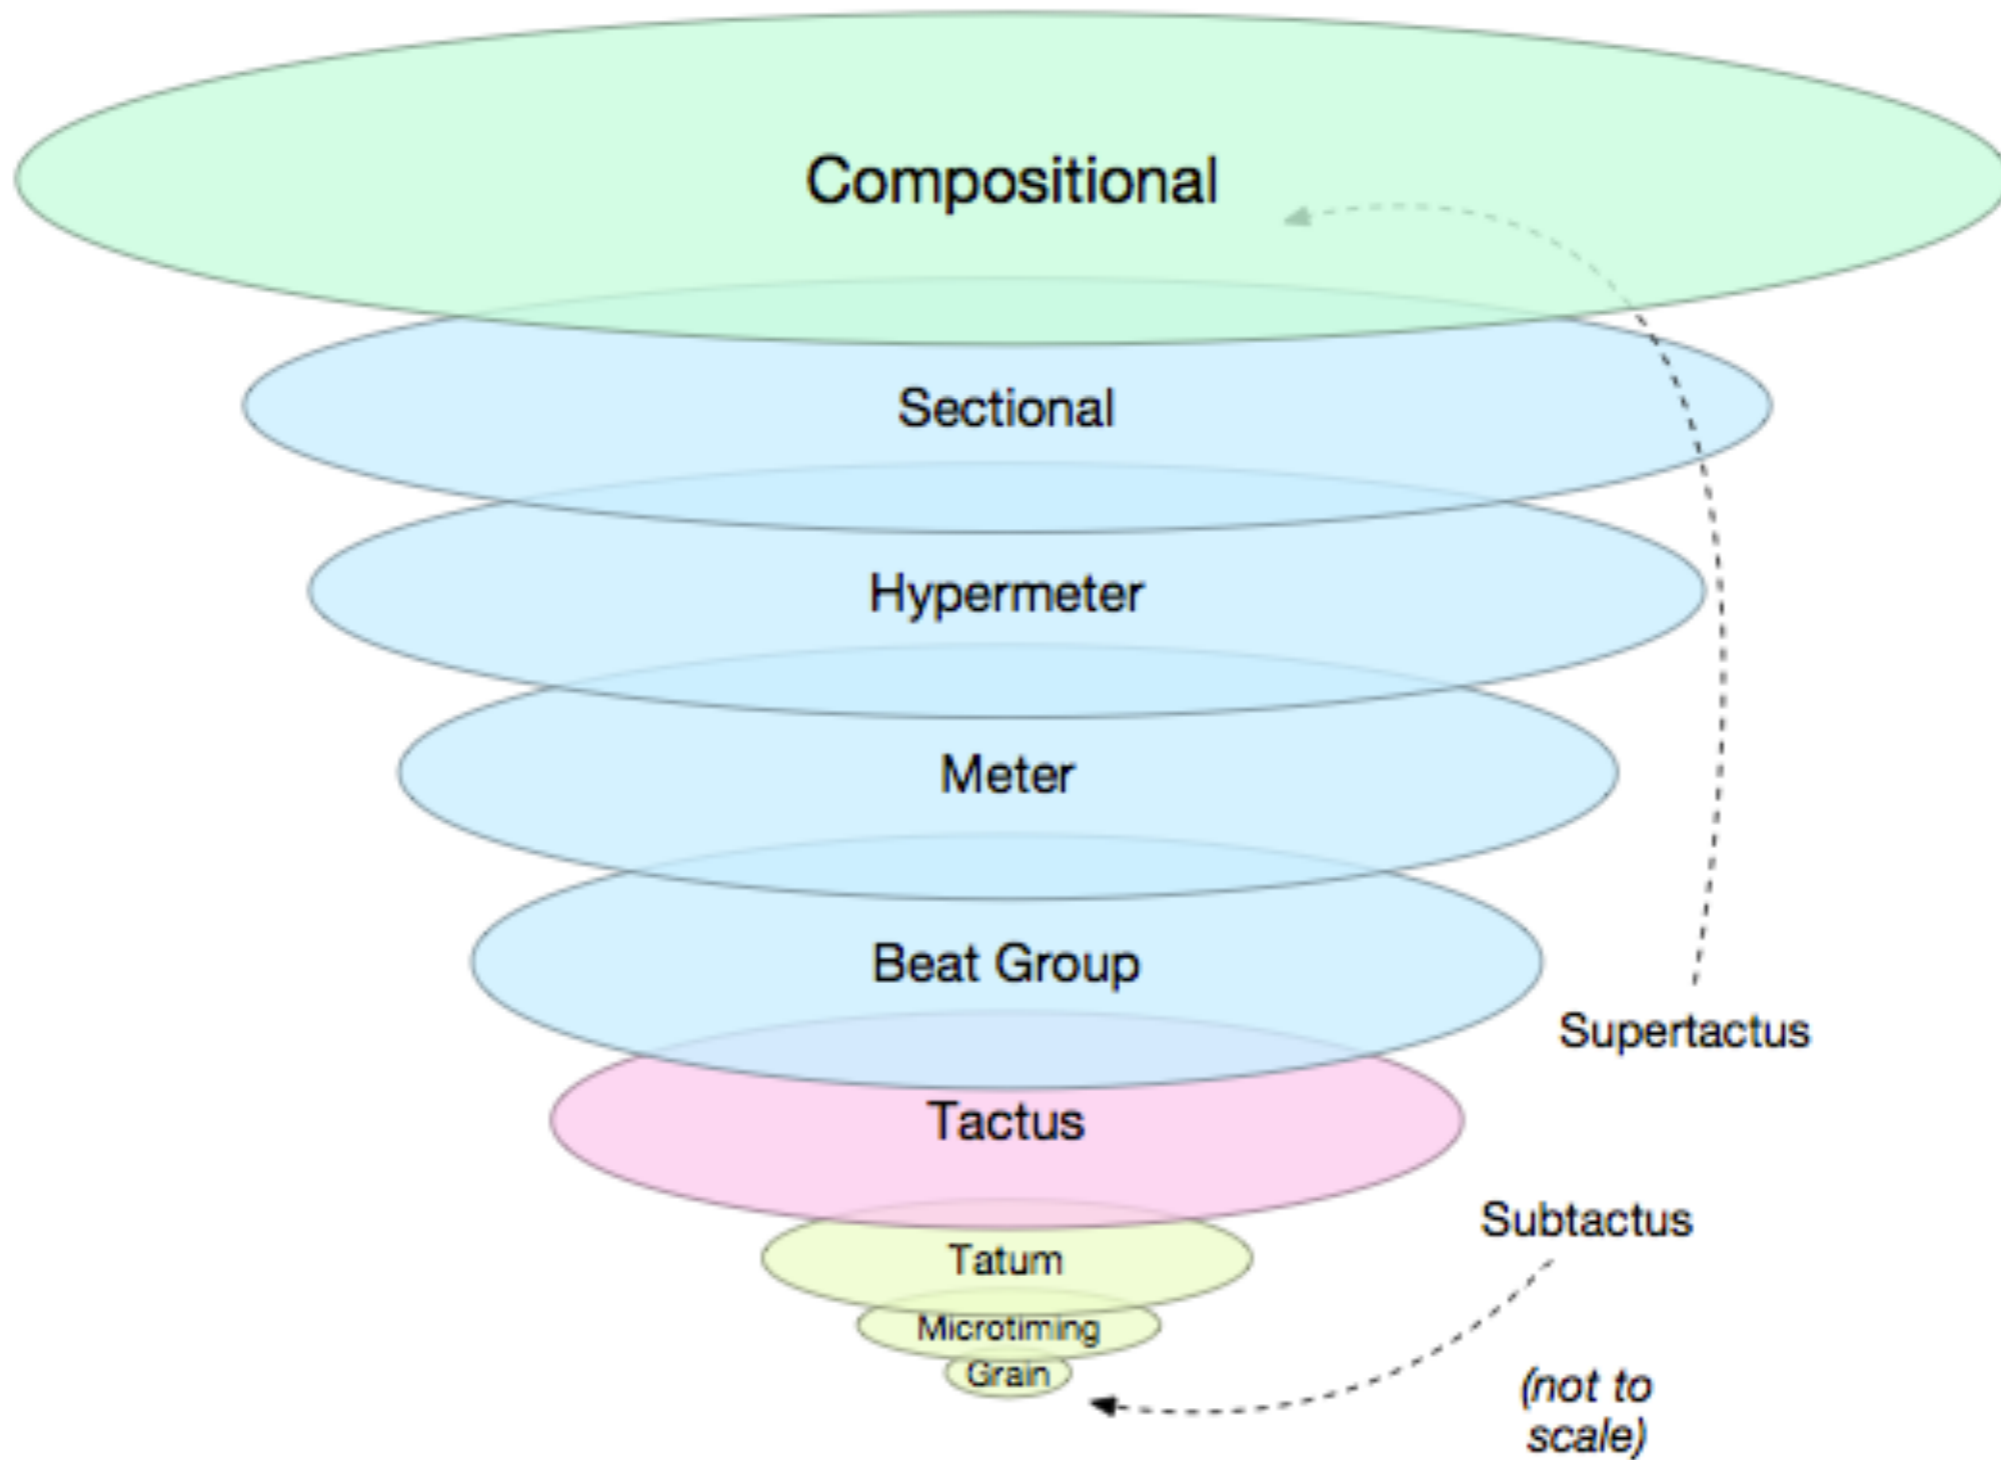 Compositional
Sectional
Hypermeter
Meter
Beat Group
Supertactus
Tactus
Subtactus
Tatum
Microtiming
Grain
(not to
scale)